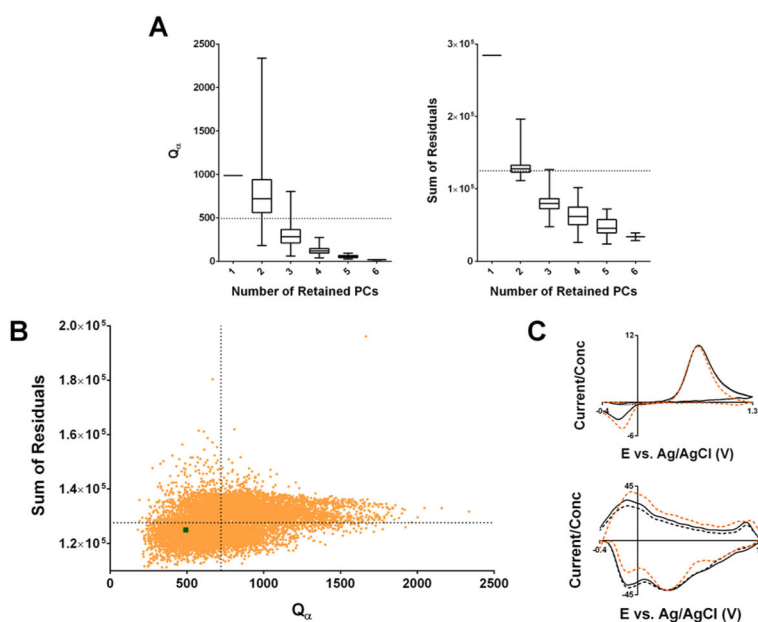 A
2500
2000
1500
1000
500
0
Qα
1 2 3 4 5 6
Number of Retained PCs
3×10⁵
2×10⁵
1×10⁵
0
Sum of Residuals
1 2 3 4 5 6
Number of Retained PCs
B
2.0×10⁵
1.8×10⁵
1.6×10⁵
1.4×10⁵
1.2×10⁵
Sum of Residuals
0 500 1000 1500 2000 2500
Qα
C
12
-0.4 1.3
-6
Current/Conc
E vs. Ag/AgCl (V)
45
-0.4
-45
Current/Conc
E vs. Ag/AgCl (V)